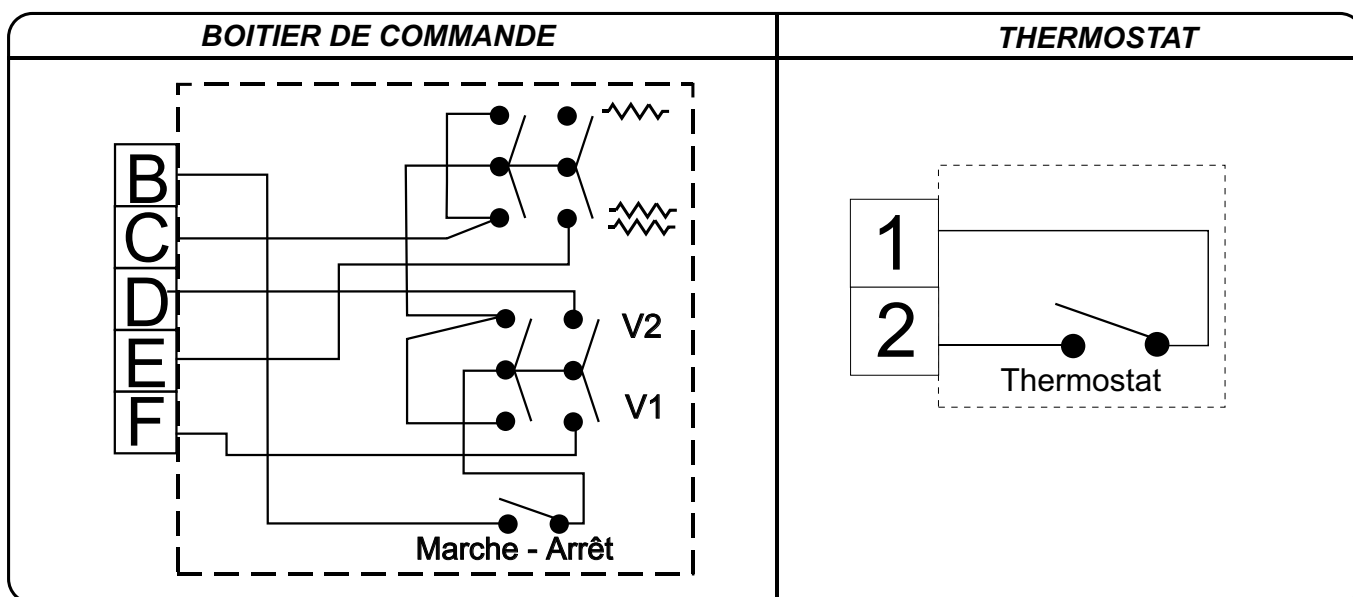 BOITIER DE COMMANDE
THERMOSTAT
B
C
D
E
F
V2
V1
Marche - Arrêt
1
2
Thermostat